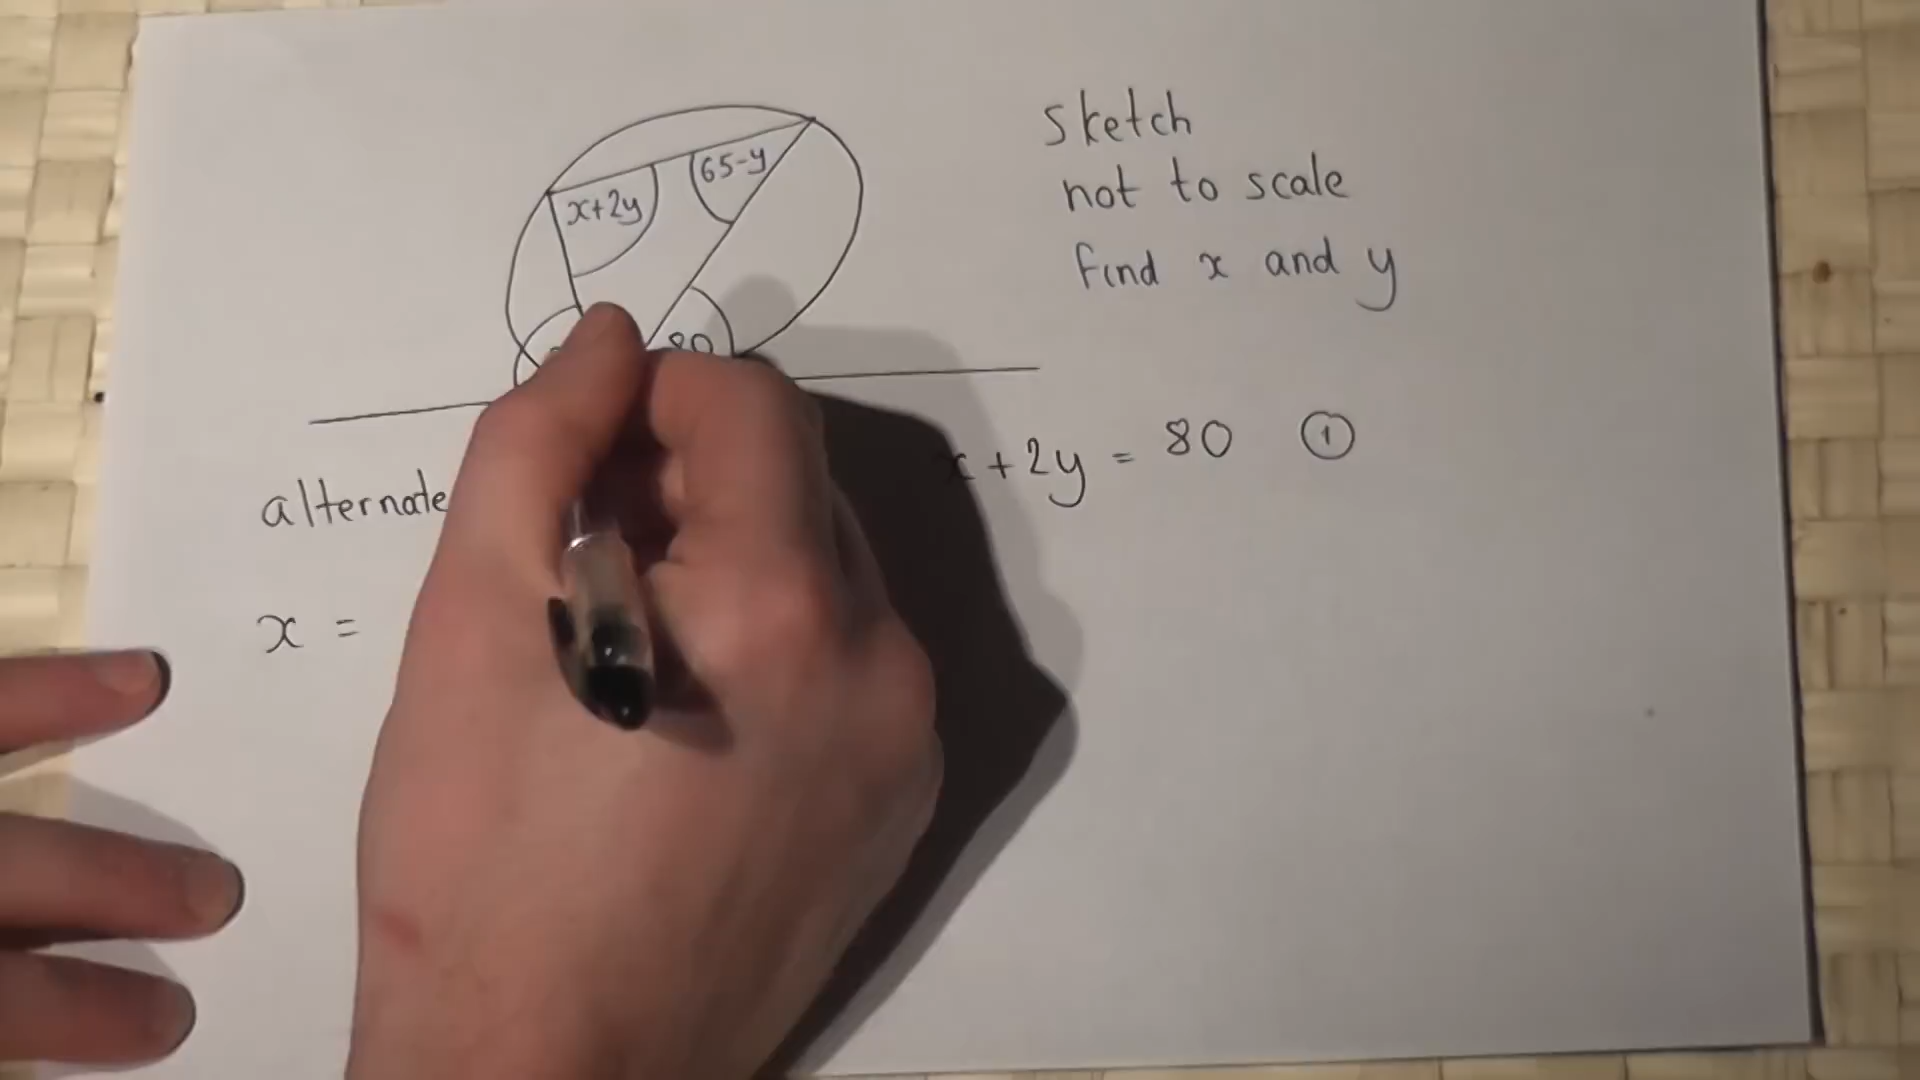 sketch
not to scale
find x and y
x+2y
65-y
80
x+2y = 80 ①
alternate
x =